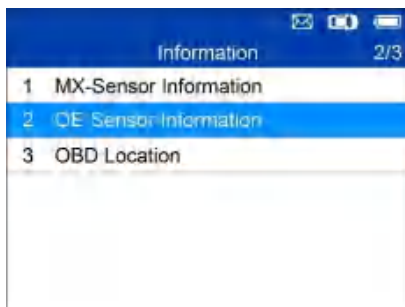 Information 2/3
1 MX-Sensor Information
2 OE Sensor Information
3 OBD Location